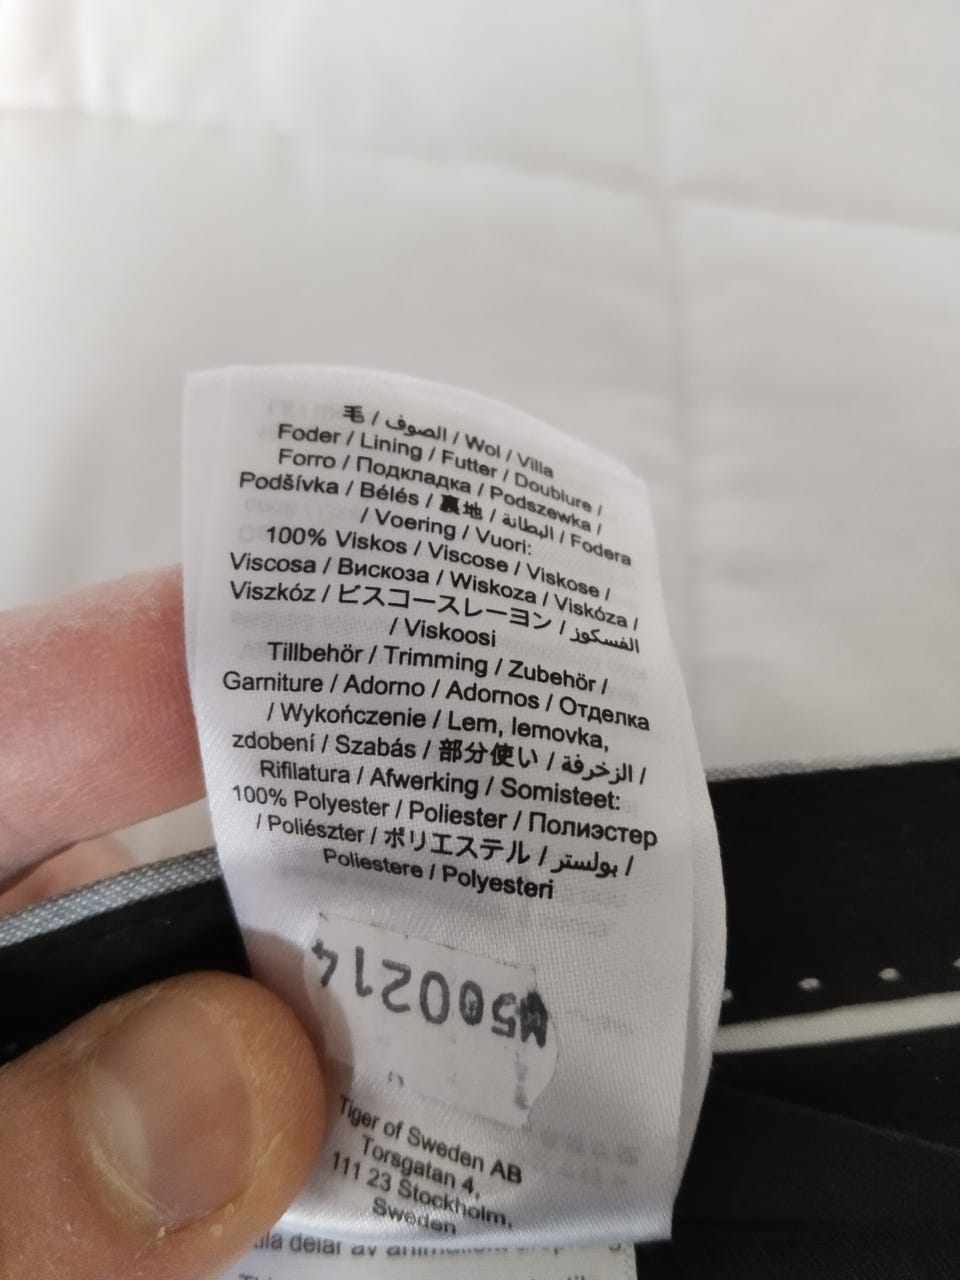 毛 / الصوف / Wol / Villa
Foder / Lining / Futter / Doublure /
Forro / Подкладка / Podszewka /
Podšívka / Bélés / 裏地 / البطانة / Fodera
/ Voering / Vuori:
100% Viskos / Viscose / Viskose /
Viscosa / Вискоза / Wiskoza / Viskóza /
Viszkóz / ビスコースレーヨン / الفسكوز
/ Viskoosi
Tillbehör / Trimming / Zubehör /
Garniture / Adorno / Adornos / Отделка
/ Wykończenie / Lem, lemovka,
zdobení / Szabás / 部分使い / الزخرفة /
Rifilatura / Afwerking / Somisteet:
100% Polyester / Poliester / Полиэстер
/ Poliészter / ポリエステル / بولستر /
Poliestere / Polyesteri
M500214
Tiger of Sweden AB
Torsgatan 4,
111 23 Stockholm,
Sweden
delar av